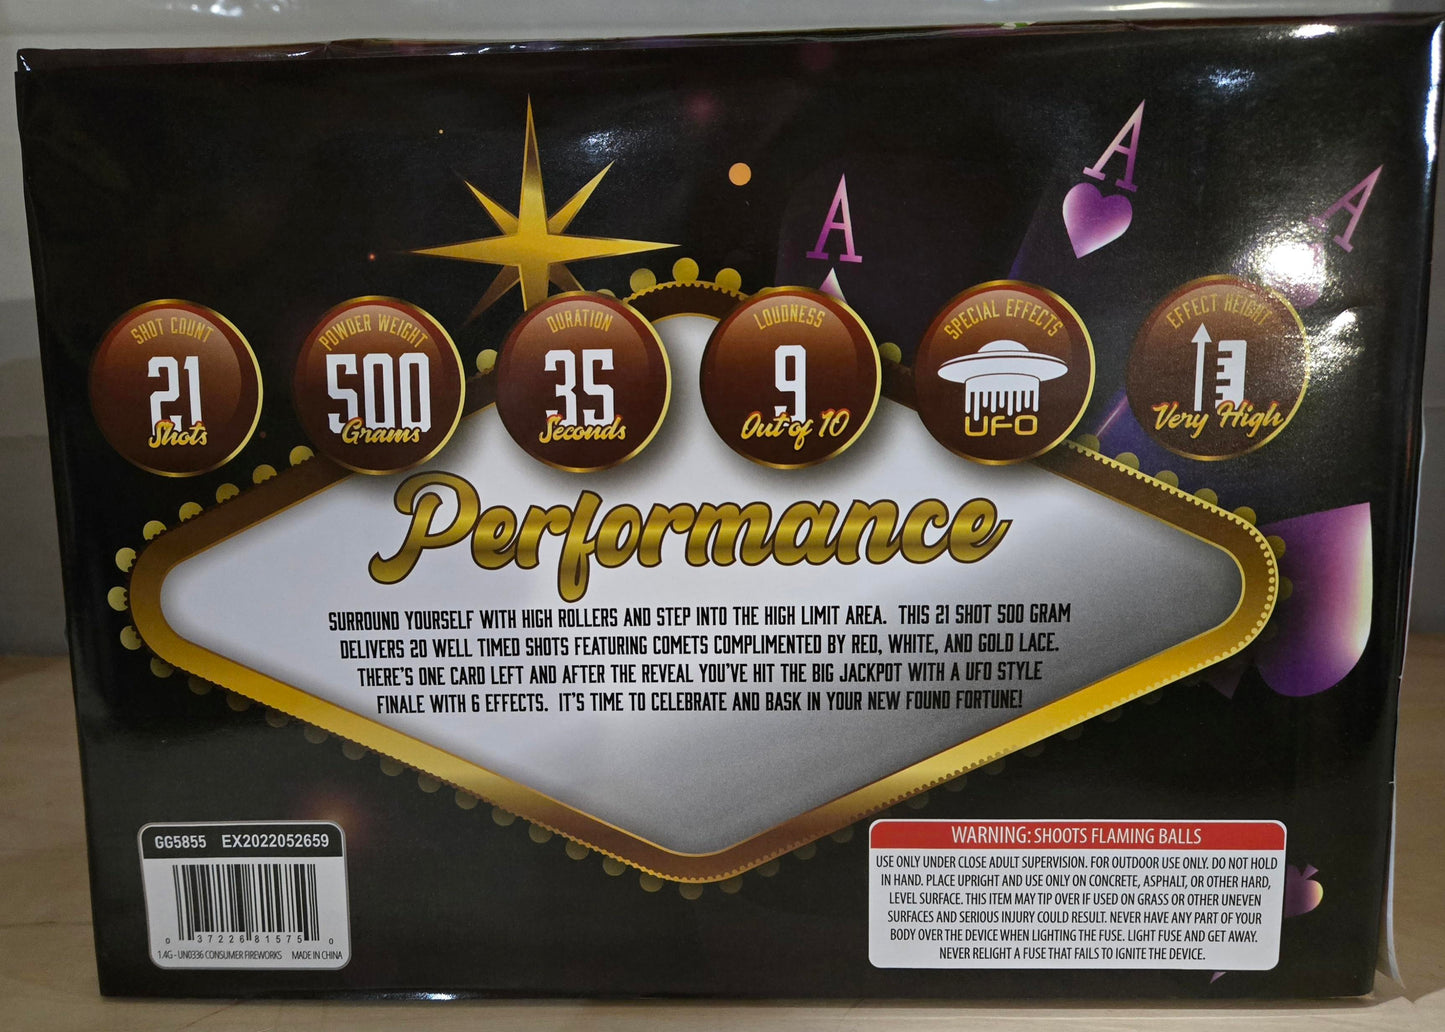 A
A
A
SHOT COUNT
21
Shots
POWDER WEIGHT
500
Grams
DURATION
35
Seconds
LOUDNESS
9
Out of 10
SPECIAL EFFECTS
UFO
EFFECT HEIGHT
Very High
Performance
SURROUND YOURSELF WITH HIGH ROLLERS AND STEP INTO THE HIGH LIMIT AREA. THIS 21 SHOT 500 GRAM
DELIVERS 20 WELL TIMED SHOTS FEATURING COMETS COMPLIMENTED BY RED, WHITE, AND GOLD LACE.
THERE'S ONE CARD LEFT AND AFTER THE REVEAL YOU'VE HIT THE BIG JACKPOT WITH A UFO STYLE
FINALE WITH 6 EFFECTS. IT'S TIME TO CELEBRATE AND BASK IN YOUR NEW FOUND FORTUNE!
GG5855 EX2022052659
0 37226 81575 0
1.4G - UN0336 CONSUMER FIREWORKS MADE IN CHINA
WARNING: SHOOTS FLAMING BALLS
USE ONLY UNDER CLOSE ADULT SUPERVISION. FOR OUTDOOR USE ONLY. DO NOT HOLD
IN HAND. PLACE UPRIGHT AND USE ONLY ON CONCRETE, ASPHALT, OR OTHER HARD,
LEVEL SURFACE. THIS ITEM MAY TIP OVER IF USED ON GRASS OR OTHER UNEVEN
SURFACES AND SERIOUS INJURY COULD RESULT. NEVER HAVE ANY PART OF YOUR
BODY OVER THE DEVICE WHEN LIGHTING THE FUSE. LIGHT FUSE AND GET AWAY.
NEVER RELIGHT A FUSE THAT FAILS TO IGNITE THE DEVICE.